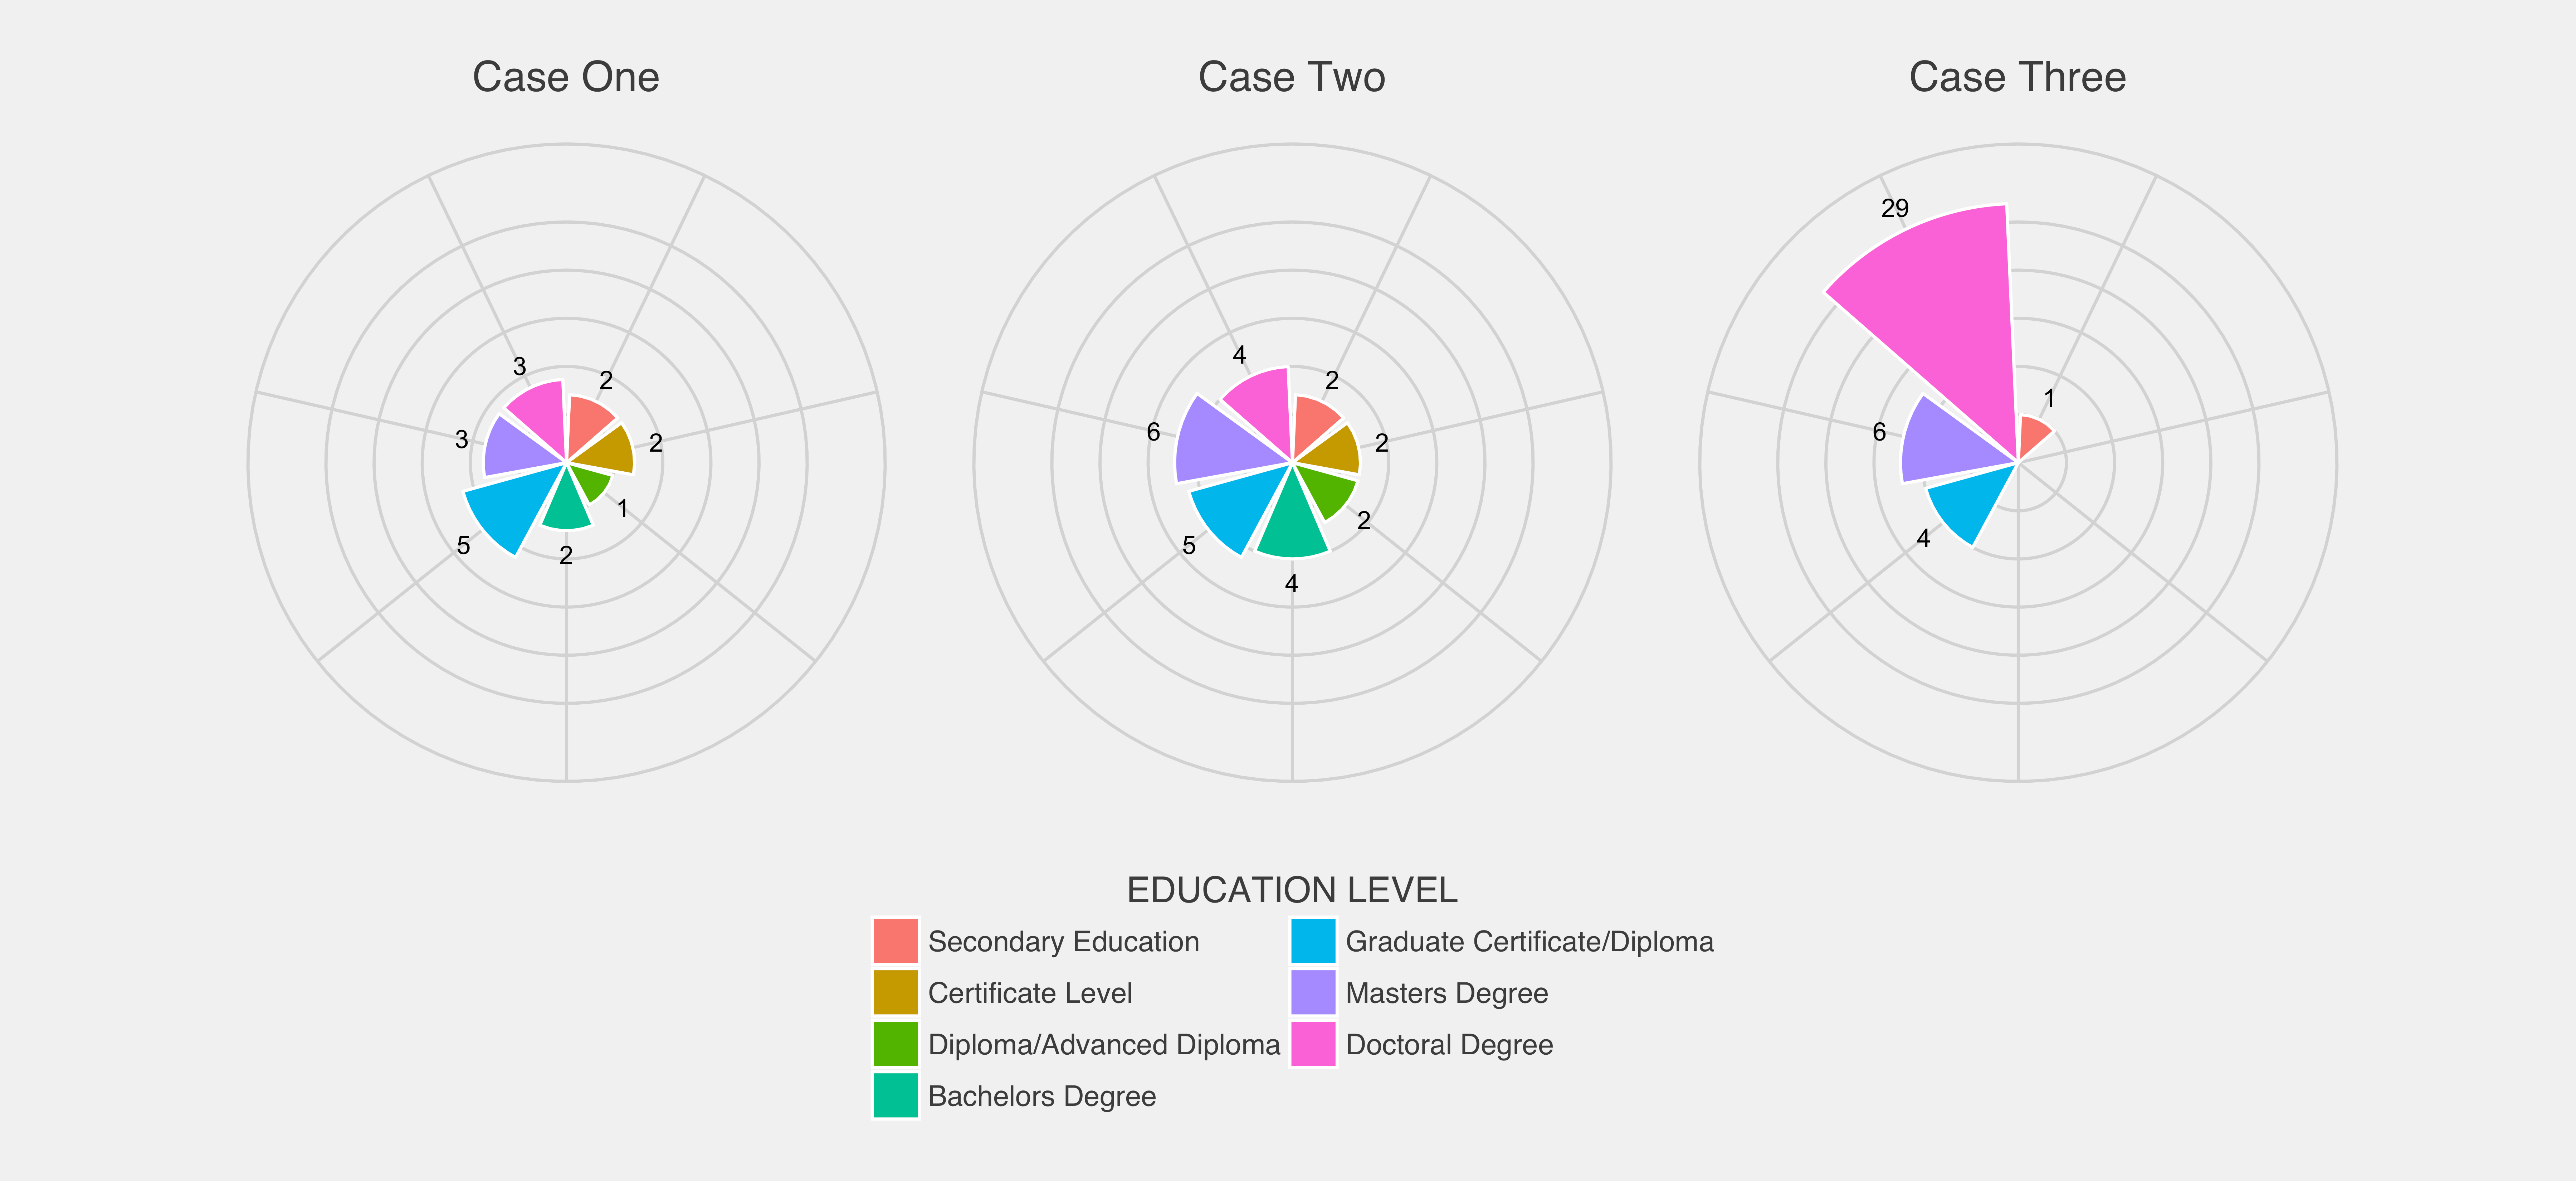 Case One
Case Two
Case Three
3
2
3
2
1
5
2
4
2
6
2
2
5
4
29
1
6
4
EDUCATION LEVEL
Secondary Education
Certificate Level
Diploma/Advanced Diploma
Bachelors Degree
Graduate Certificate/Diploma
Masters Degree
Doctoral Degree